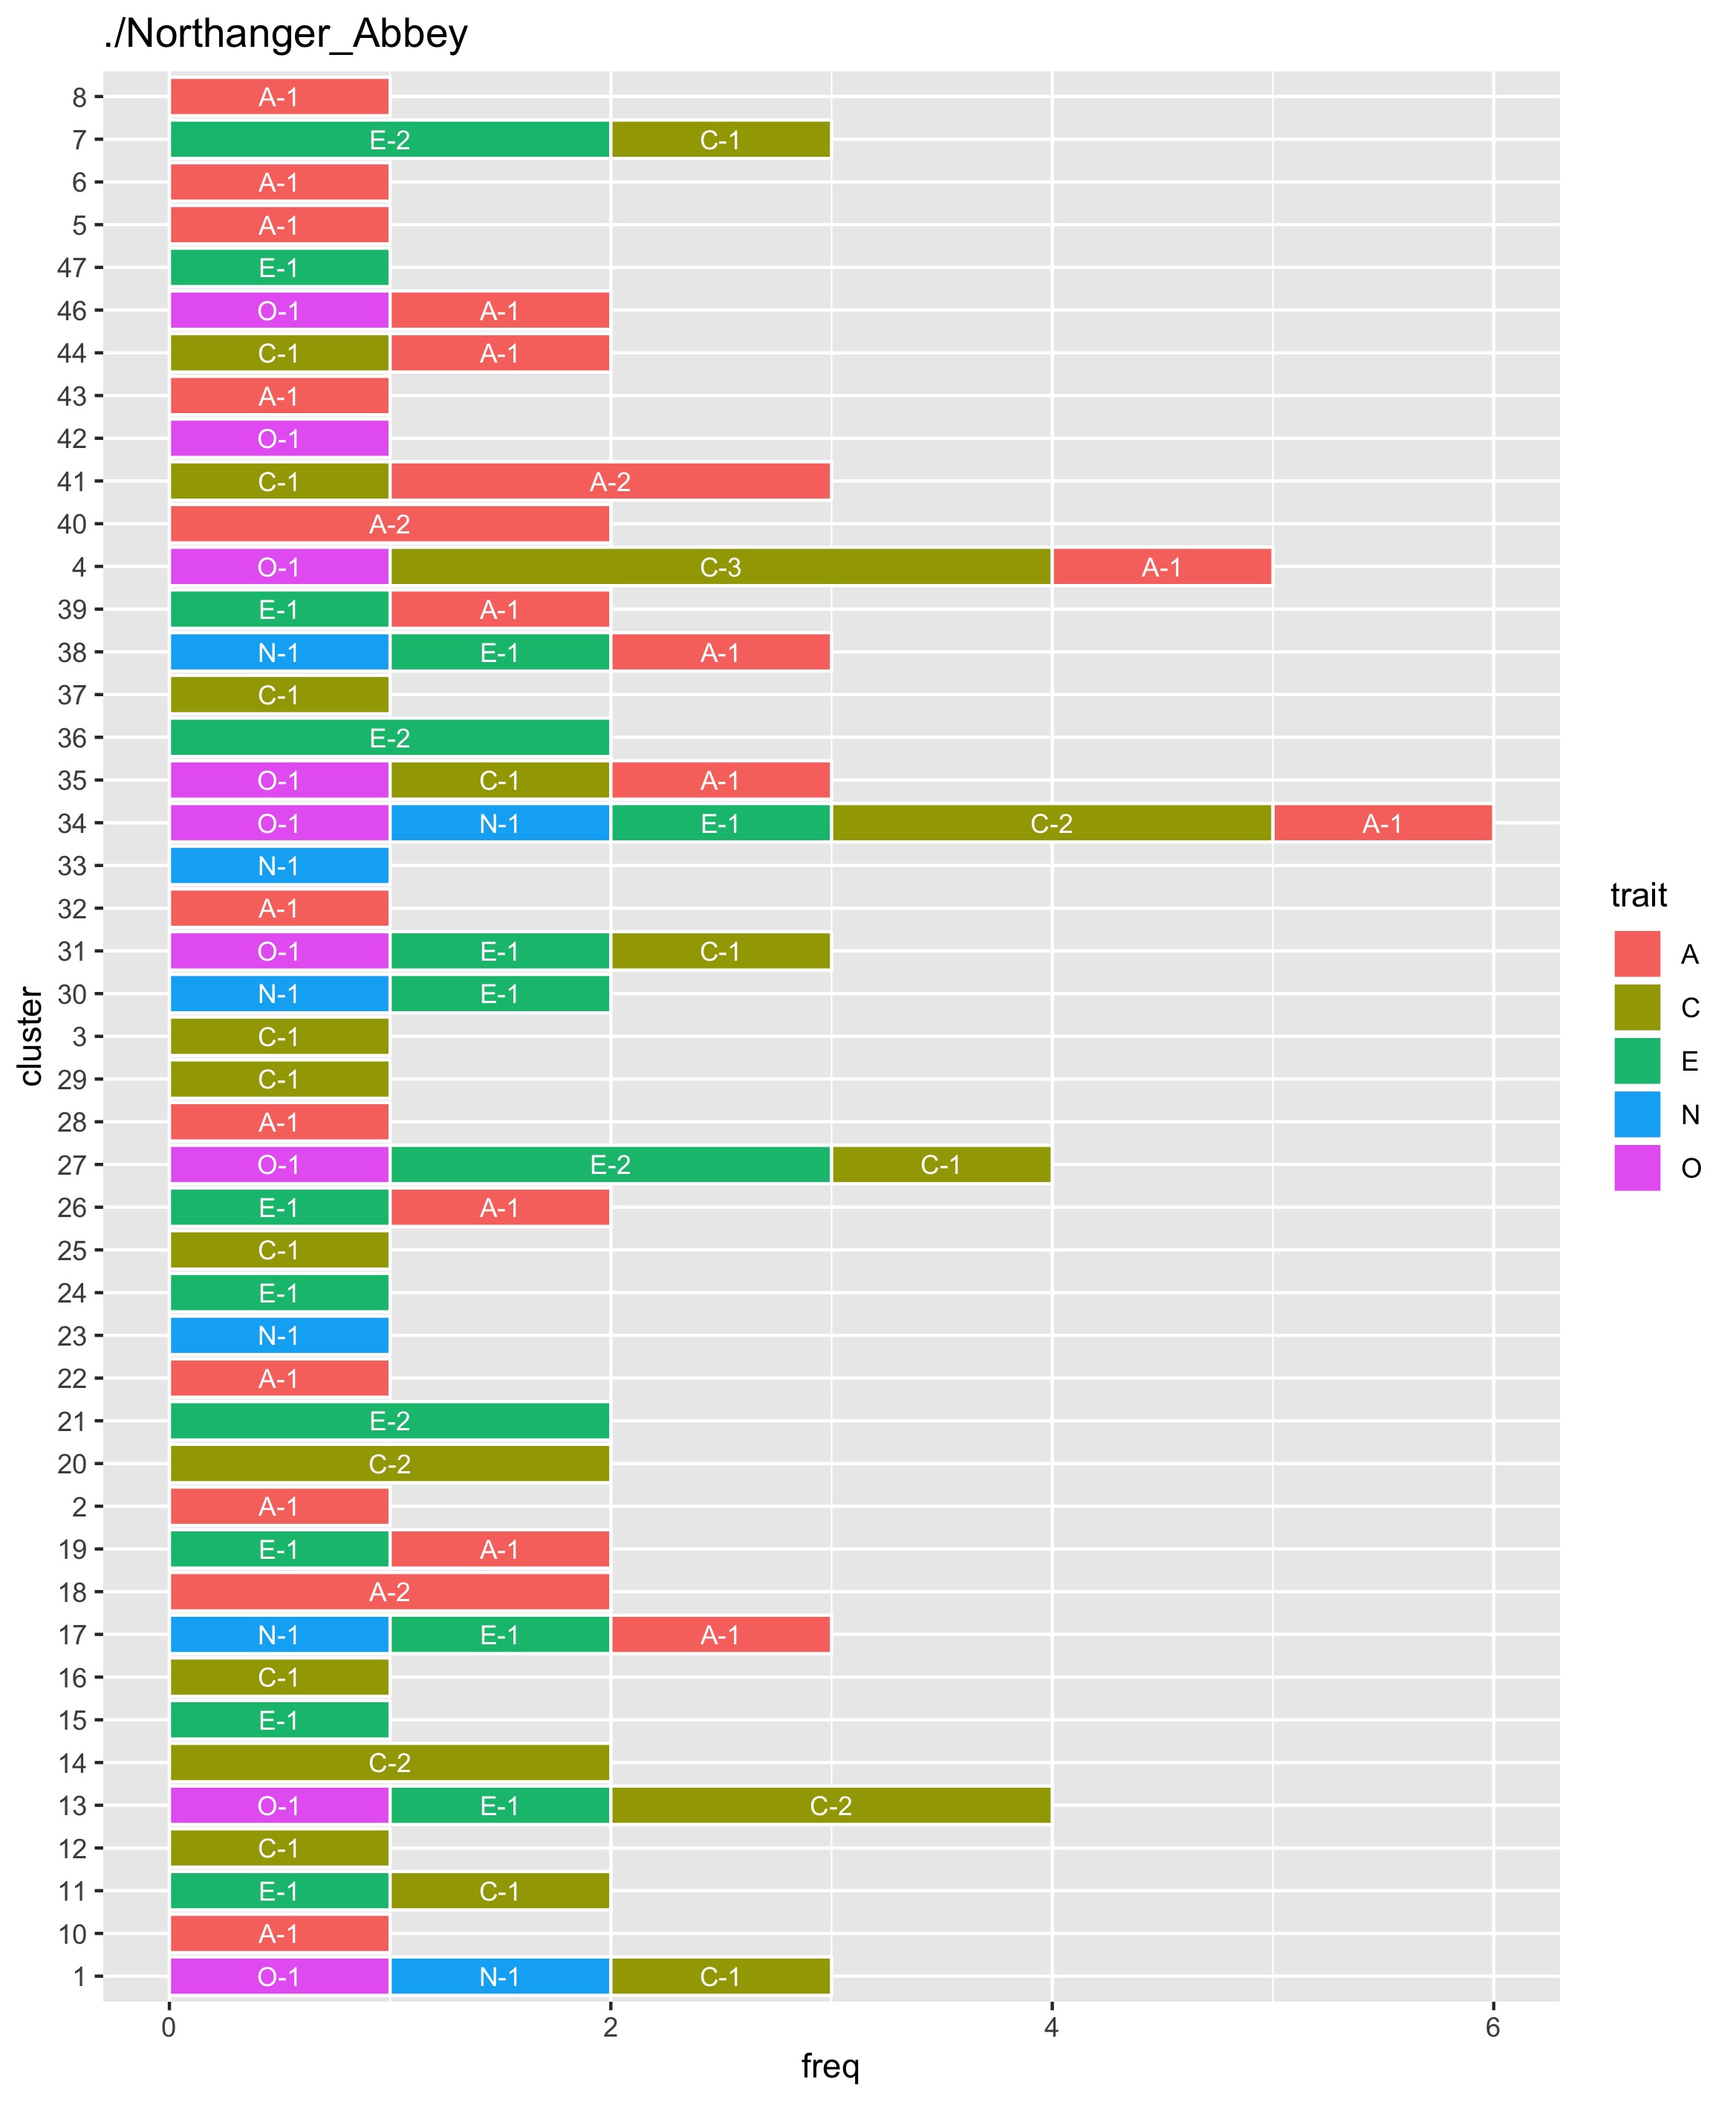 ./Northanger_Abbey
8 A-1
7 E-2 C-1
6 A-1
5 A-1
47 E-1
46 O-1 A-1
44 C-1 A-1
43 A-1
42 O-1
41 C-1 A-2
40 A-2
4 O-1 C-3 A-1
39 E-1 A-1
38 N-1 E-1 A-1
37 C-1
36 E-2
35 O-1 C-1 A-1
34 O-1 N-1 E-1 C-2 A-1
33 N-1
32 A-1
31 O-1 E-1 C-1
30 N-1 E-1
3 C-1
29 C-1
28 A-1
27 O-1 E-2 C-1
26 E-1 A-1
25 C-1
24 E-1
23 N-1
22 A-1
21 E-2
20 C-2
2 A-1
19 E-1 A-1
18 A-2
17 N-1 E-1 A-1
16 C-1
15 E-1
14 C-2
13 O-1 E-1 C-2
12 C-1
11 E-1 C-1
10 A-1
1 O-1 N-1 C-1
0 2 4 6
freq
cluster
trait
A
C
E
N
O